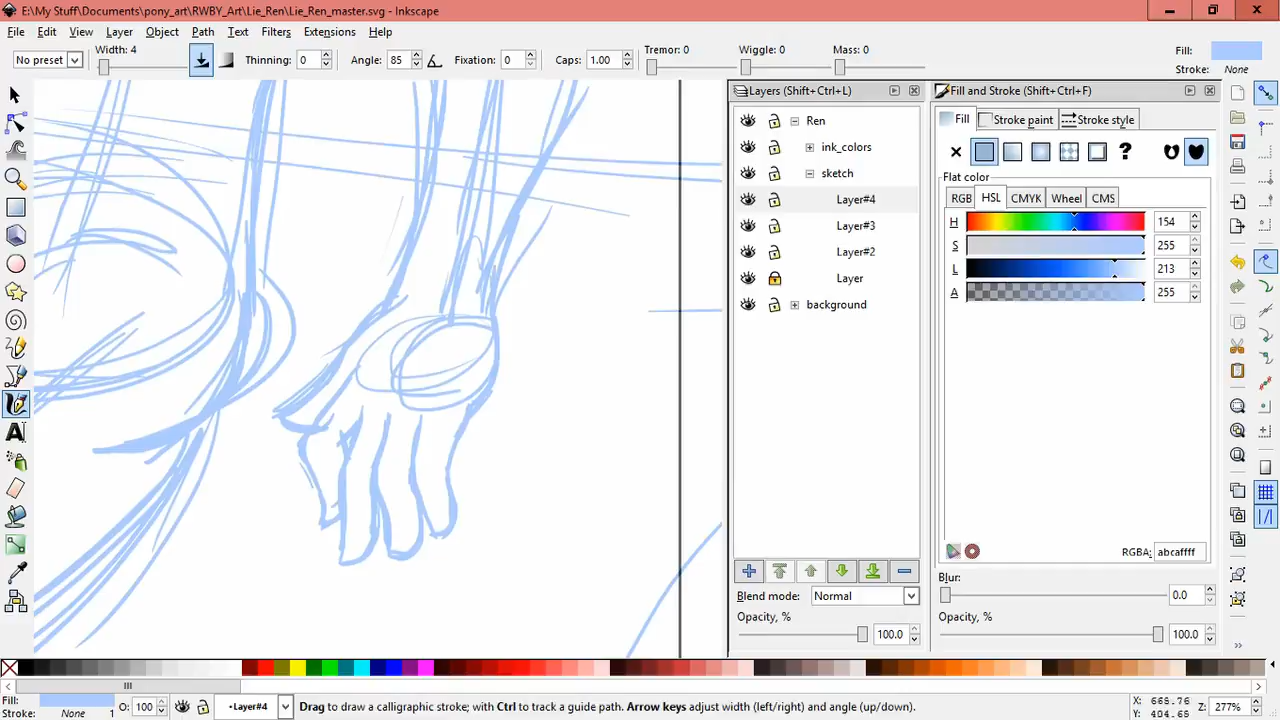 E:\My Stuff\Documents\pony_art\RWBY_Art\Lie_Ren\Lie_Ren_master.svg - Inkscape
File Edit View Layer Object Path Text Filters Extensions Help
No preset Width: 4 Thinning: 0 Angle: 85 Fixation: 0 Caps: 1.00 Tremor: 0 Wiggle: 0 Mass: 0 Fill: Stroke: None
Layers (Shift+Ctrl+L)
Ren
ink_colors
sketch
Layer#4
Layer#3
Layer#2
Layer
background
Blend mode: Normal
Opacity, %
100.0
Fill and Stroke (Shift+Ctrl+F)
Fill Stroke paint Stroke style
?
Flat color
RGB HSL CMYK Wheel CMS
H 154
S 255
L 213
A 255
RGBA: abcaffff
Blur:
0.0
Opacity, %
100.0
Fill:
Stroke: None 1 O: 100 •Layer#4 Drag to draw a calligraphic stroke; with Ctrl to track a guide path. Arrow keys adjust width (left/right) and angle (up/down).
X: 665.76
Y: 404.65
Z: 277%